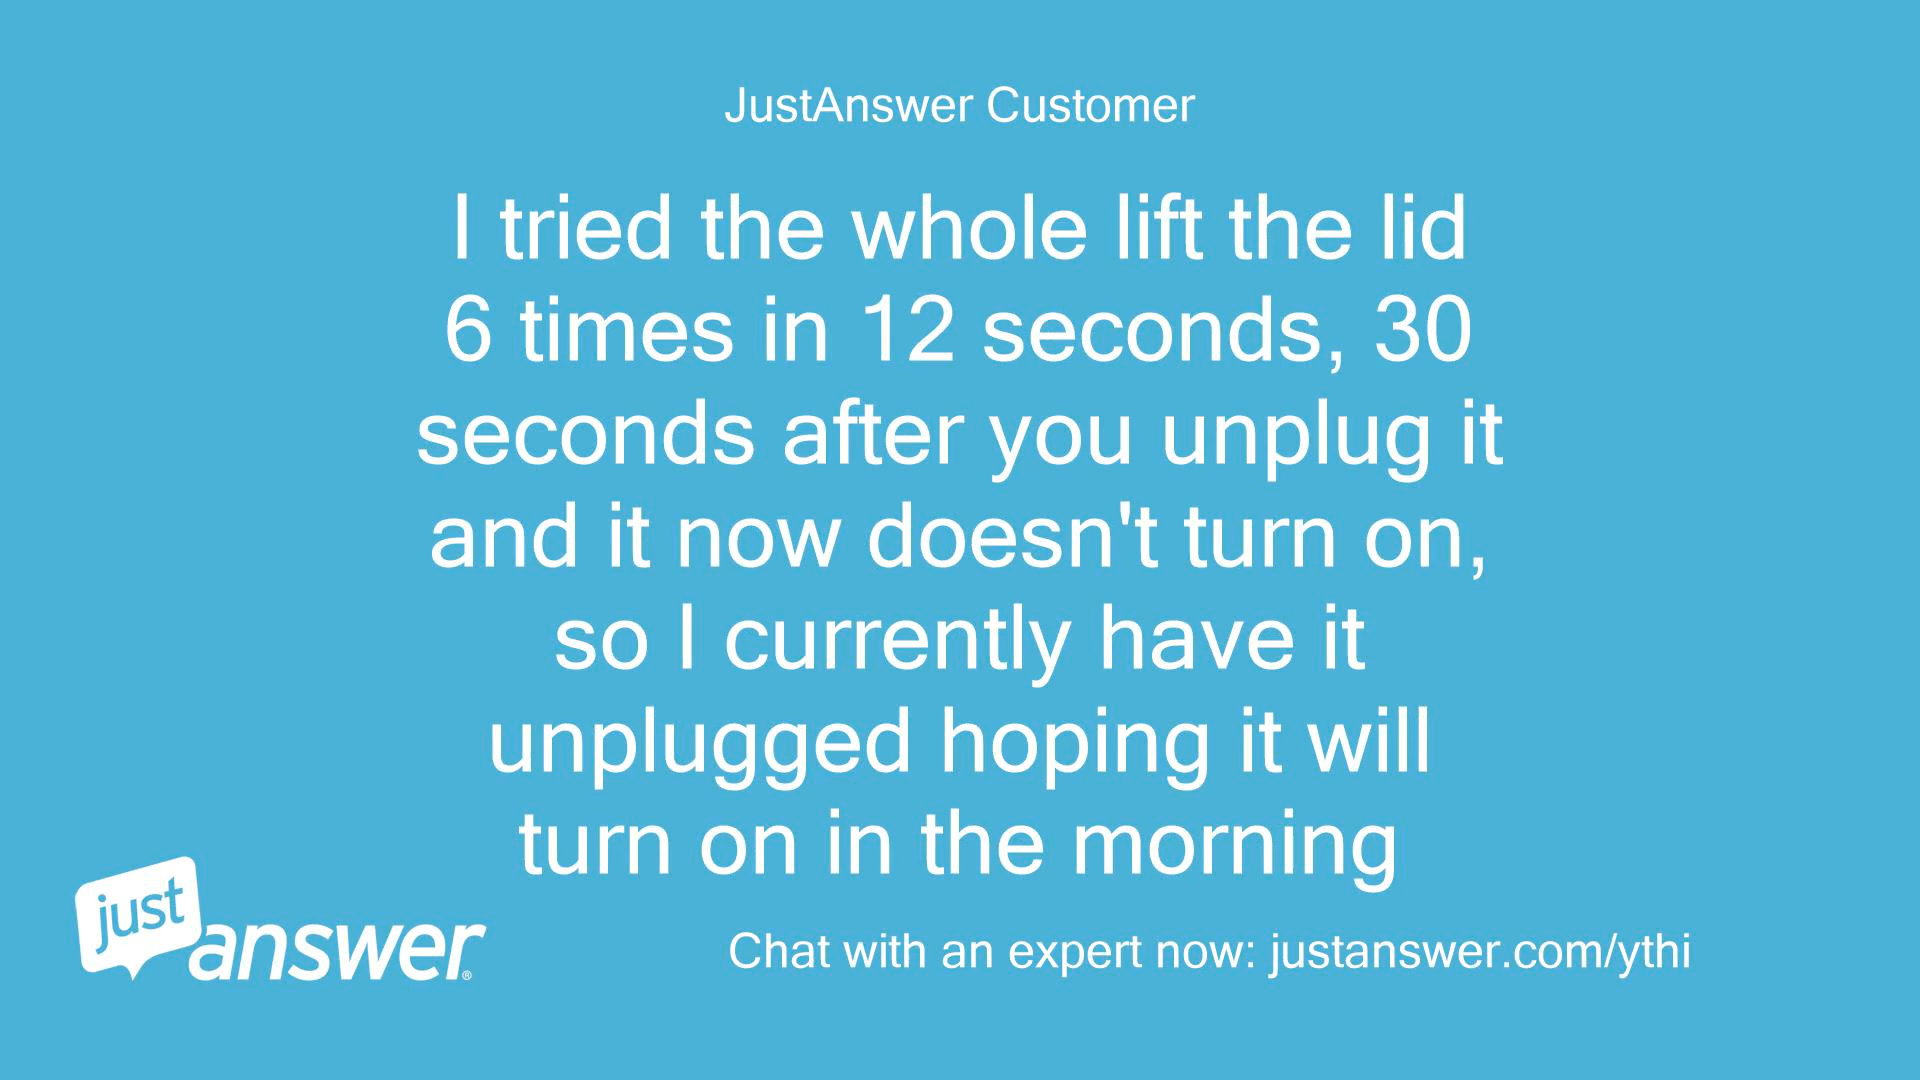 JustAnswer Customer
I tried the whole lift the lid
6 times in 12 seconds, 30
seconds after you unplug it
and it now doesn't turn on,
so I currently have it
unplugged hoping it will
turn on in the morning
just
answer®
Chat with an expert now: justanswer.com/ythi